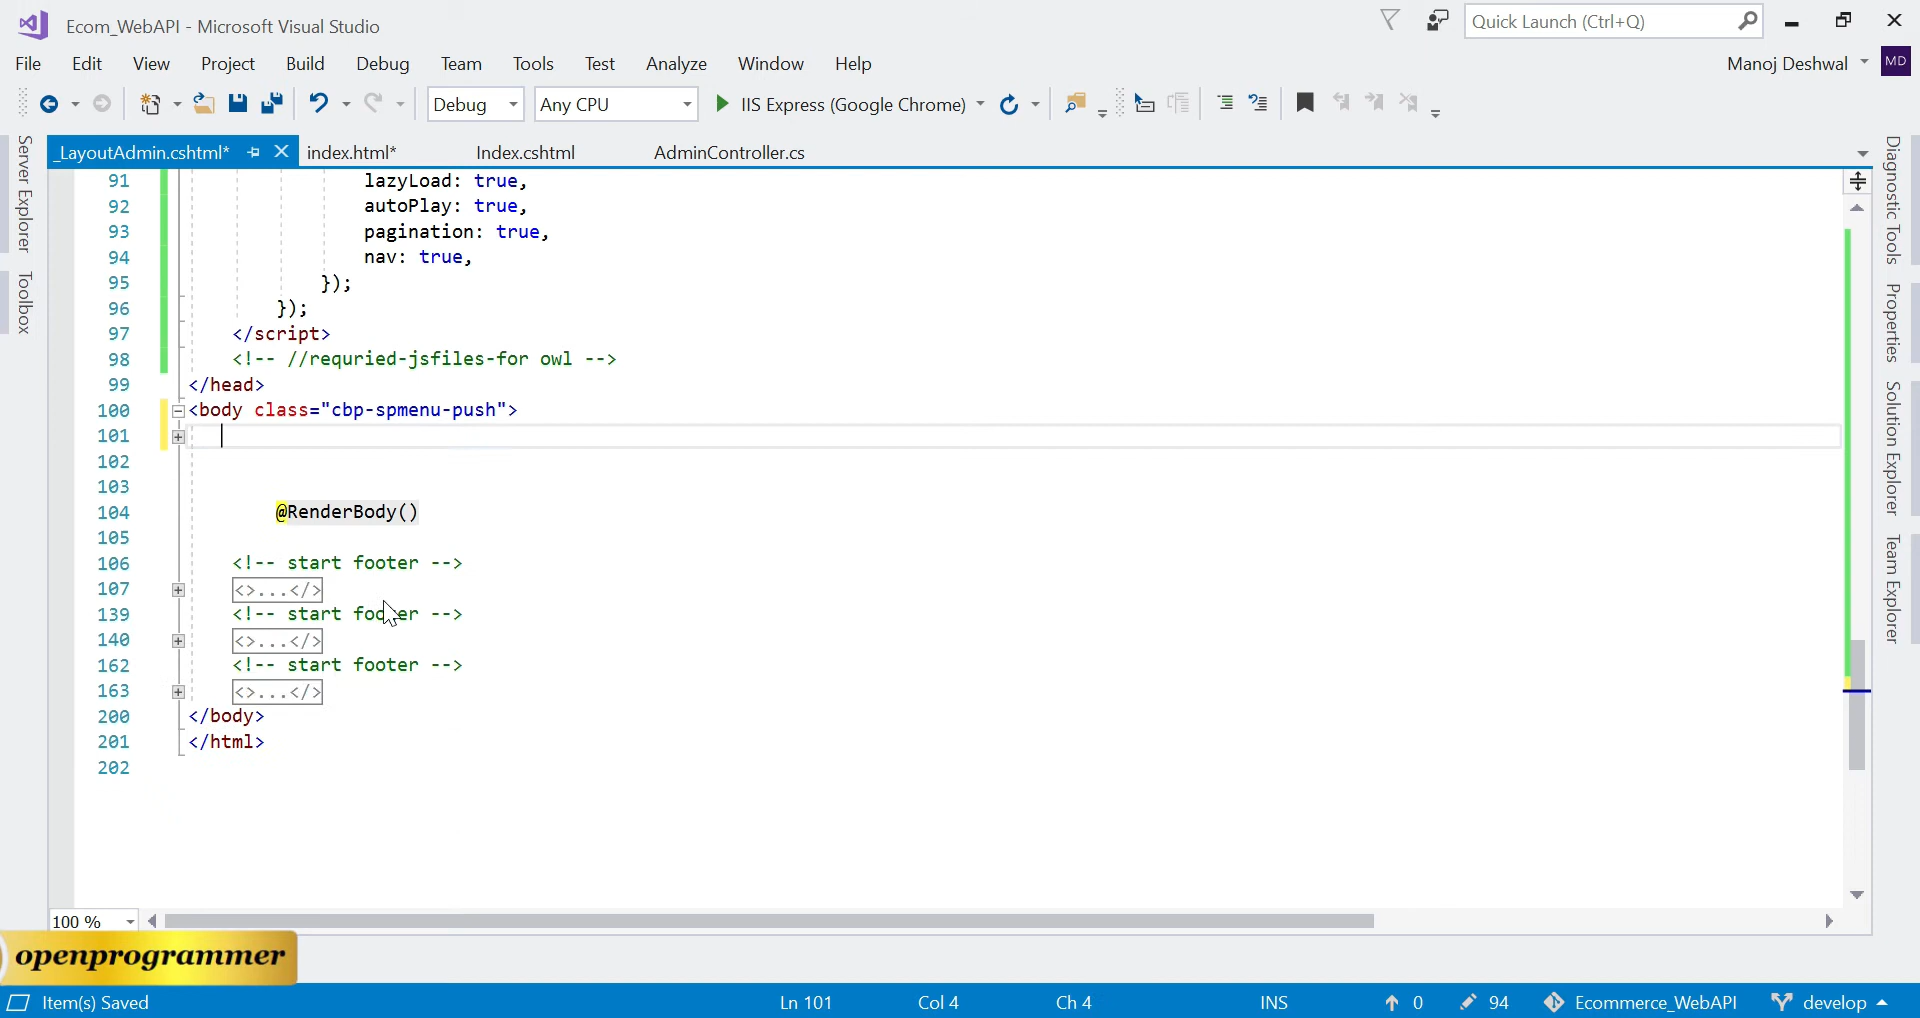 Ecom_WebAPI - Microsoft Visual Studio
Quick Launch (Ctrl+Q)
File Edit View Project Build Debug Team Tools Test Analyze Window Help
Manoj Deshwal MD
Debug Any CPU IIS Express (Google Chrome)
_LayoutAdmin.cshtml* index.html* Index.cshtml AdminController.cs
Server Explorer
Toolbox
Diagnostic Tools
Properties
Solution Explorer
Team Explorer
91 lazyLoad: true,
92 autoPlay: true,
93 pagination: true,
94 nav: true,
95 });
96 });
97 </script>
98 <!-- //requried-jsfiles-for owl -->
99 </head>
100 <body class="cbp-spmenu-push">
101
102
103
104 @RenderBody()
105
106 <!-- start footer -->
107 <>...</>
139 <!-- start footer -->
140 <>...</>
162 <!-- start footer -->
163 <>...</>
200 </body>
201 </html>
202
100 %
openprogrammer
Item(s) Saved Ln 101 Col 4 Ch 4 INS 0 94 Ecommerce_WebAPI develop